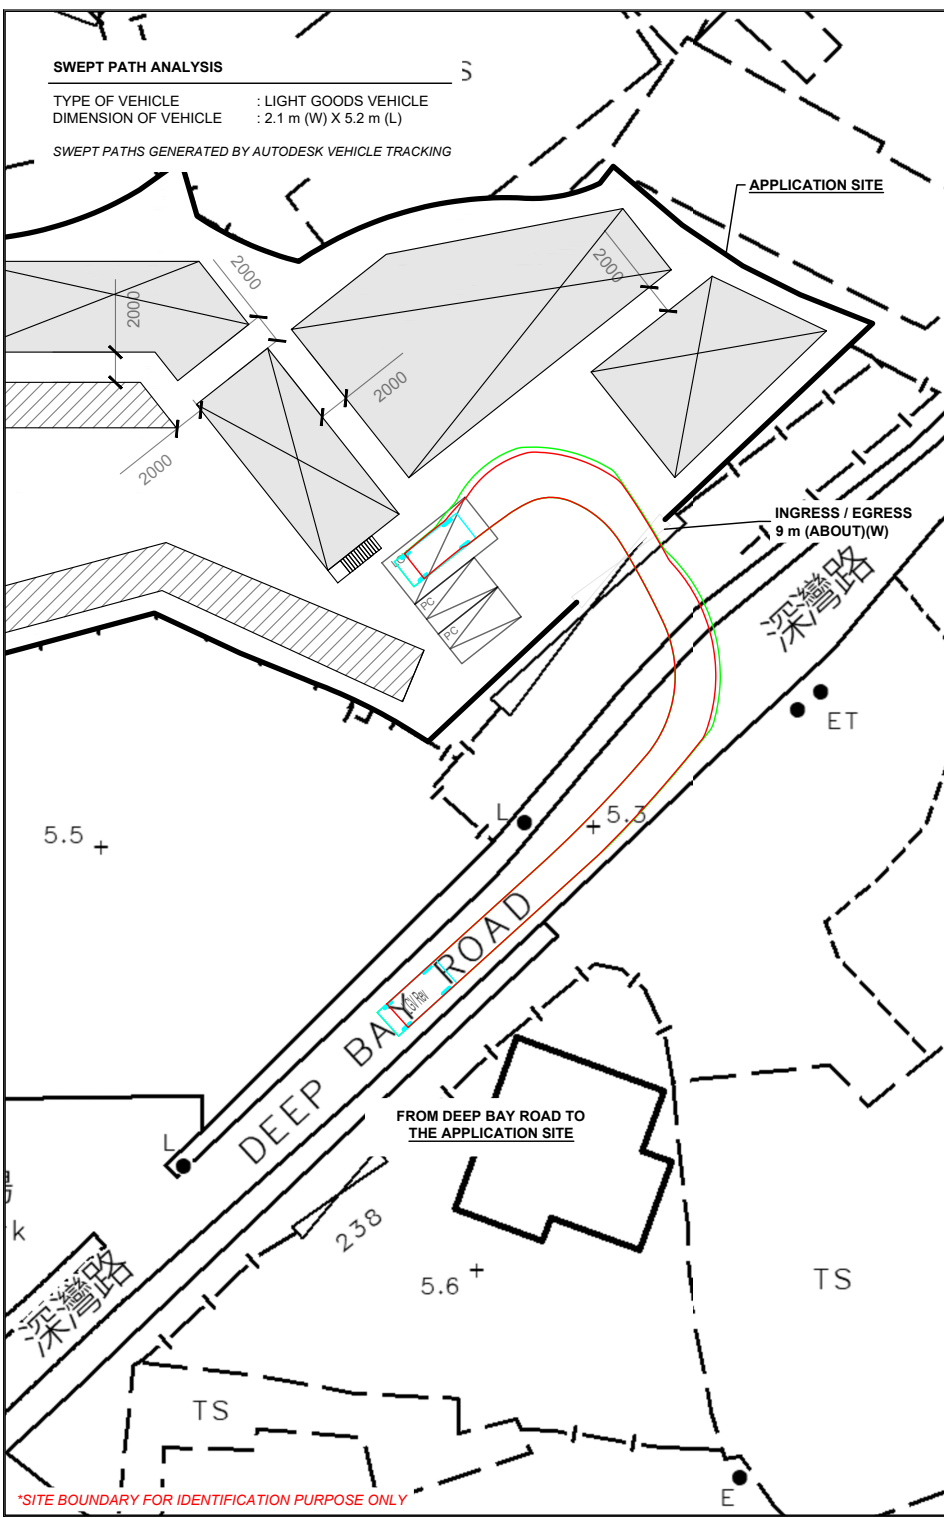 SWEPT PATH ANALYSIS
S
TYPE OF VEHICLE : LIGHT GOODS VEHICLE
DIMENSION OF VEHICLE : 2.1 m (W) X 5.2 m (L)
SWEPT PATHS GENERATED BY AUTODESK VEHICLE TRACKING
APPLICATION SITE
2000
2000
2000
2000
2000
INGRESS / EGRESS
9 m (ABOUT)(W)
深灣路
PC
PC
ET
L
5.3
5.5
DEEP BAY ROAD
LGV Rev
FROM DEEP BAY ROAD TO
THE APPLICATION SITE
L
k
238
深灣路
5.6
TS
TS
E
*SITE BOUNDARY FOR IDENTIFICATION PURPOSE ONLY